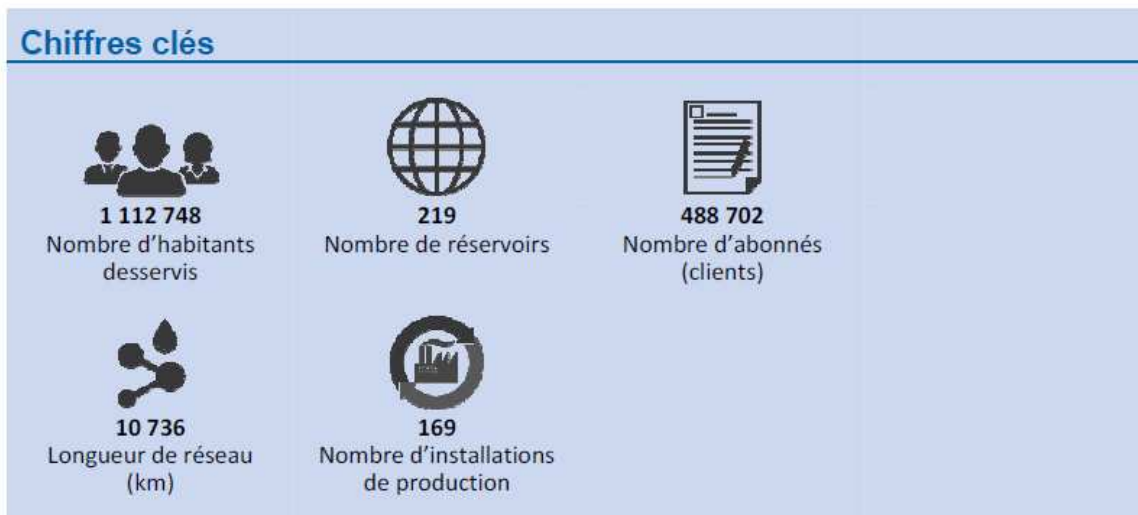 Chiffres clés
1 112 748
Nombre d’habitants
desservis
219
Nombre de réservoirs
488 702
Nombre d’abonnés
(clients)
10 736
Longueur de réseau
(km)
169
Nombre d’installations
de production